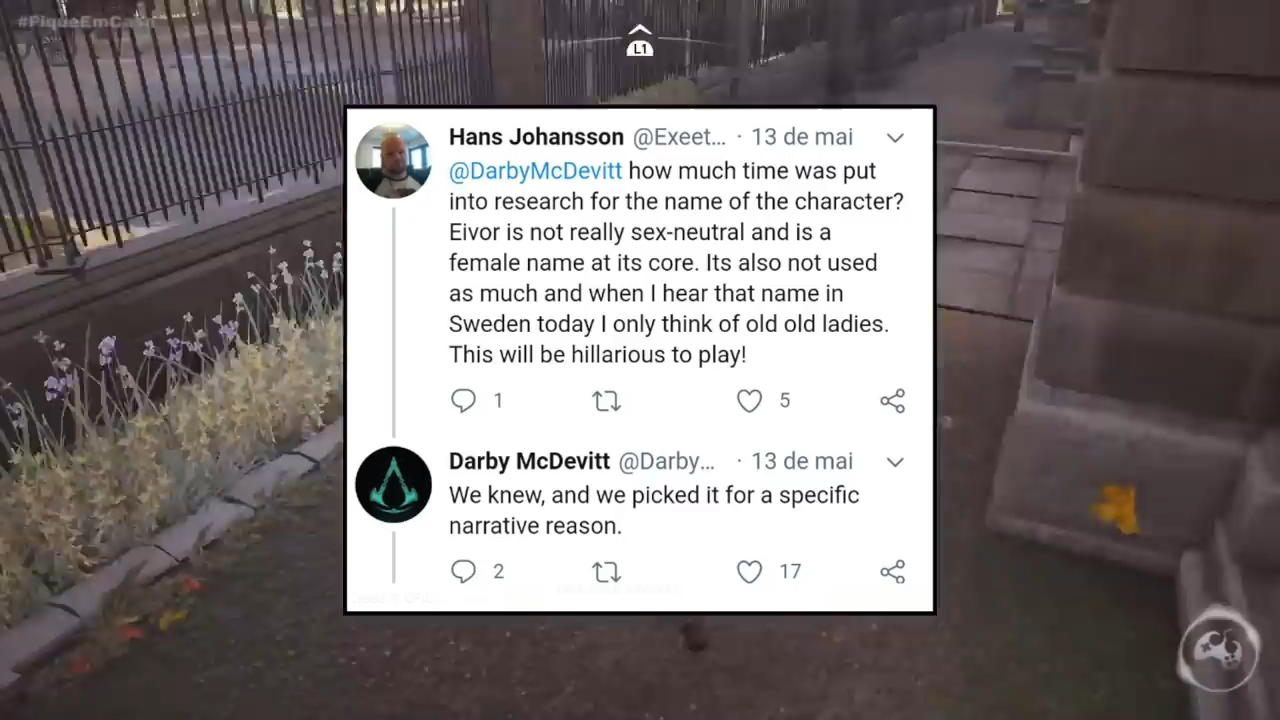 #PiqueEmCasa
L1
Hans Johansson @Exeet... · 13 de mai
@DarbyMcDevitt how much time was put
into research for the name of the character?
Eivor is not really sex-neutral and is a
female name at its core. Its also not used
as much and when I hear that name in
Sweden today I only think of old old ladies.
This will be hillarious to play!
1 5
Darby McDevitt @Darby... · 13 de mai
We knew, and we picked it for a specific
narrative reason.
2 17